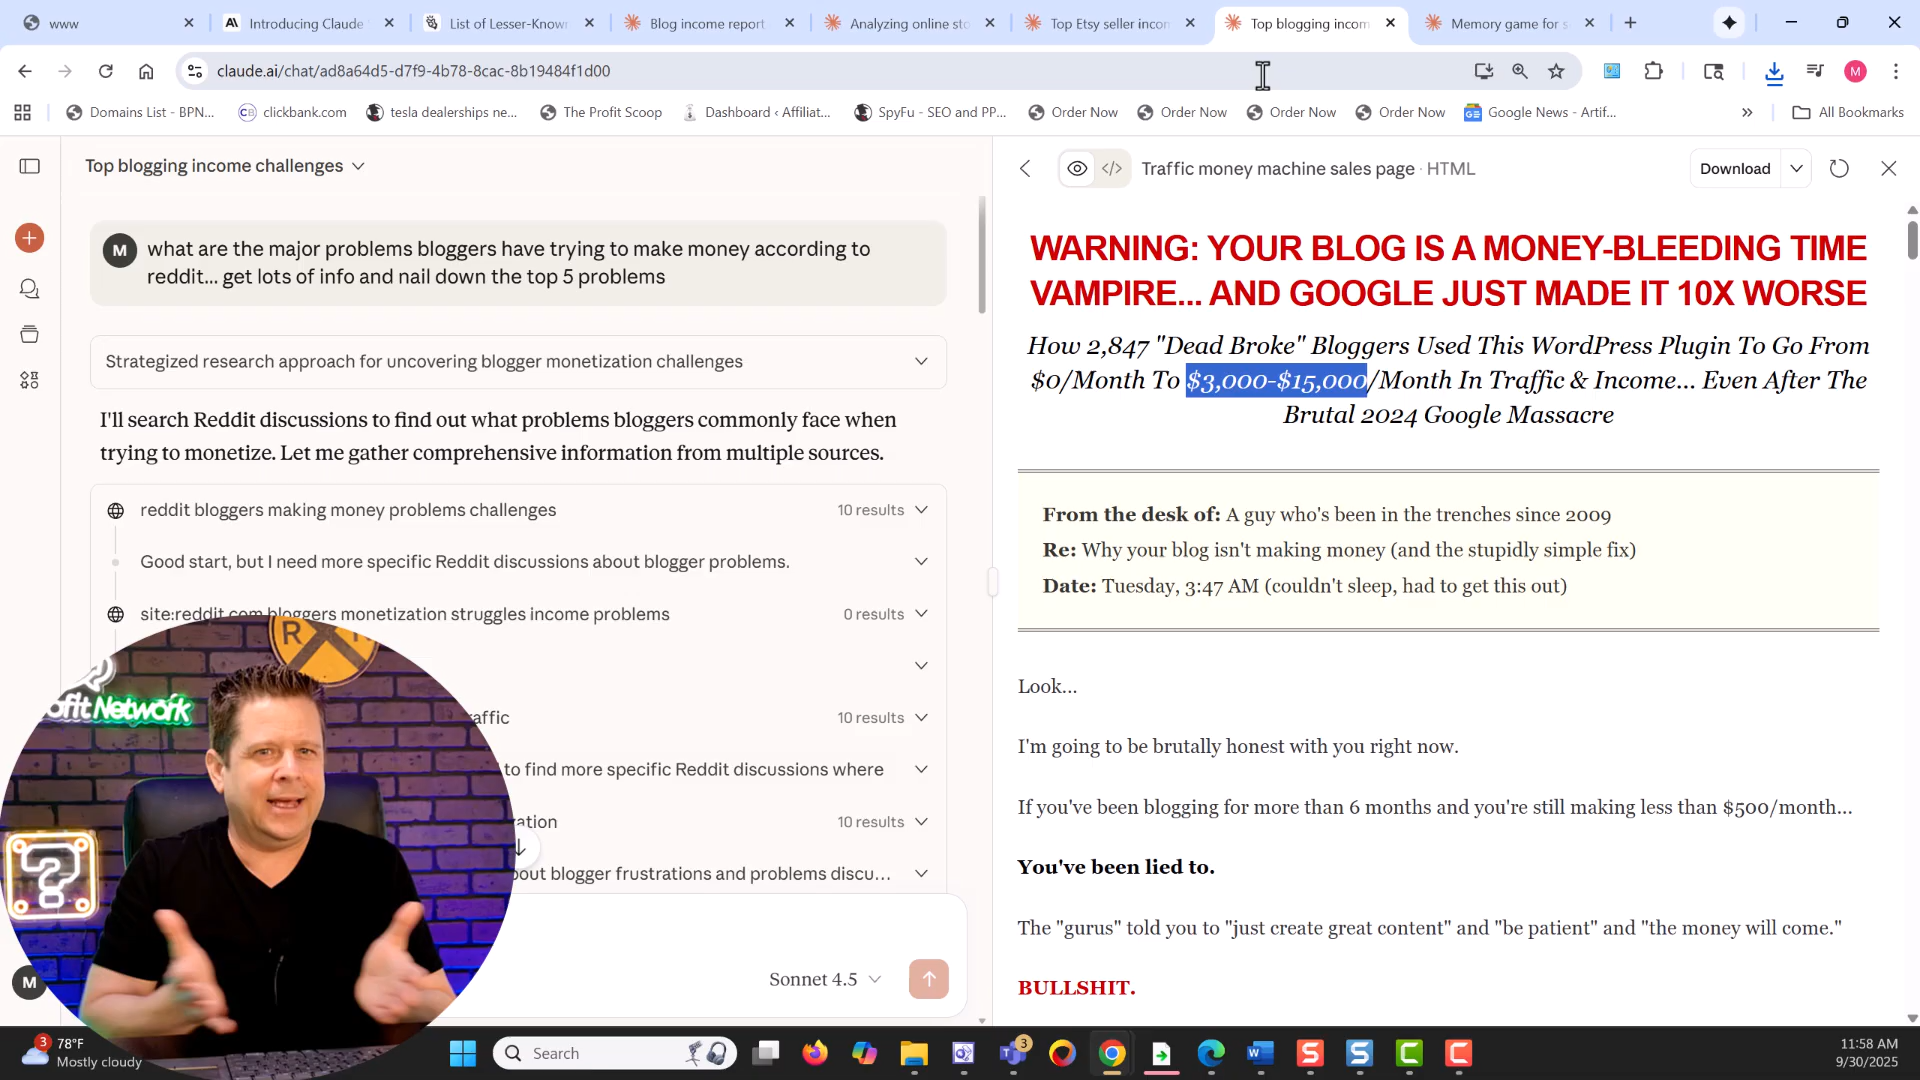 www
Introducing Claude
List of Lesser-Know
Blog income report
Analyzing online sto
Top Etsy seller incom
Top blogging incom
Memory game for s
claude.ai/chat/ad8a64d5-d7f9-4b78-8cac-8b19484f1d00
M
Domains List - BPN...
clickbank.com
tesla dealerships ne...
The Profit Scoop
Dashboard ‹ Affiliat...
SpyFu - SEO and PP...
Order Now
Order Now
Order Now
Order Now
Google News - Artif...
»
All Bookmarks
Top blogging income challenges
M
what are the major problems bloggers have trying to make money according to
reddit... get lots of info and nail down the top 5 problems
Strategized research approach for uncovering blogger monetization challenges
I'll search Reddit discussions to find out what problems bloggers commonly face when
trying to monetize. Let me gather comprehensive information from multiple sources.
reddit bloggers making money problems challenges
10 results
Good start, but I need more specific Reddit discussions about blogger problems.
site:reddit.com bloggers monetization struggles income problems
0 results
affic
10 results
to find more specific Reddit discussions where
ation
10 results
bout blogger frustrations and problems discu...
Sonnet 4.5
M
R
ofit Network
?
Traffic money machine sales page · HTML
Download
WARNING: YOUR BLOG IS A MONEY-BLEEDING TIME
VAMPIRE... AND GOOGLE JUST MADE IT 10X WORSE
How 2,847 "Dead Broke" Bloggers Used This WordPress Plugin To Go From
$0/Month To $3,000-$15,000/Month In Traffic & Income... Even After The
Brutal 2024 Google Massacre
From the desk of: A guy who's been in the trenches since 2009
Re: Why your blog isn't making money (and the stupidly simple fix)
Date: Tuesday, 3:47 AM (couldn't sleep, had to get this out)
Look...
I'm going to be brutally honest with you right now.
If you've been blogging for more than 6 months and you're still making less than $500/month...
You've been lied to.
The "gurus" told you to "just create great content" and "be patient" and "the money will come."
BULLSHIT.
3
78°F
Mostly cloudy
Search
3
11:58 AM
9/30/2025